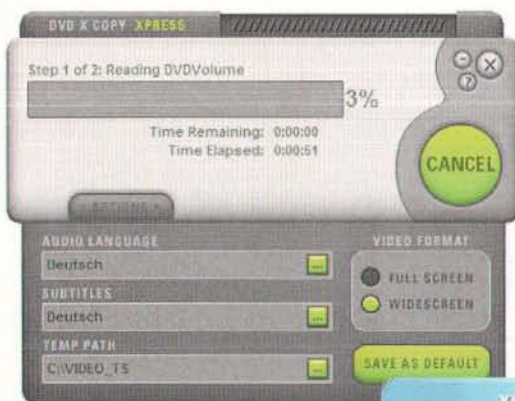 DVD X COPY XPRESS
Step 1 of 2: Reading DVDVolume
3%
Time Remaining: 0:00:00
Time Elapsed: 0:00:51
CANCEL
OPTIONS
AUDIO LANGUAGE
Deutsch
SUBTITLES
Deutsch
TEMP PATH
C:\VIDEO_TS
VIDEO FORMAT
FULL SCREEN
WIDESCREEN
SAVE AS DEFAULT